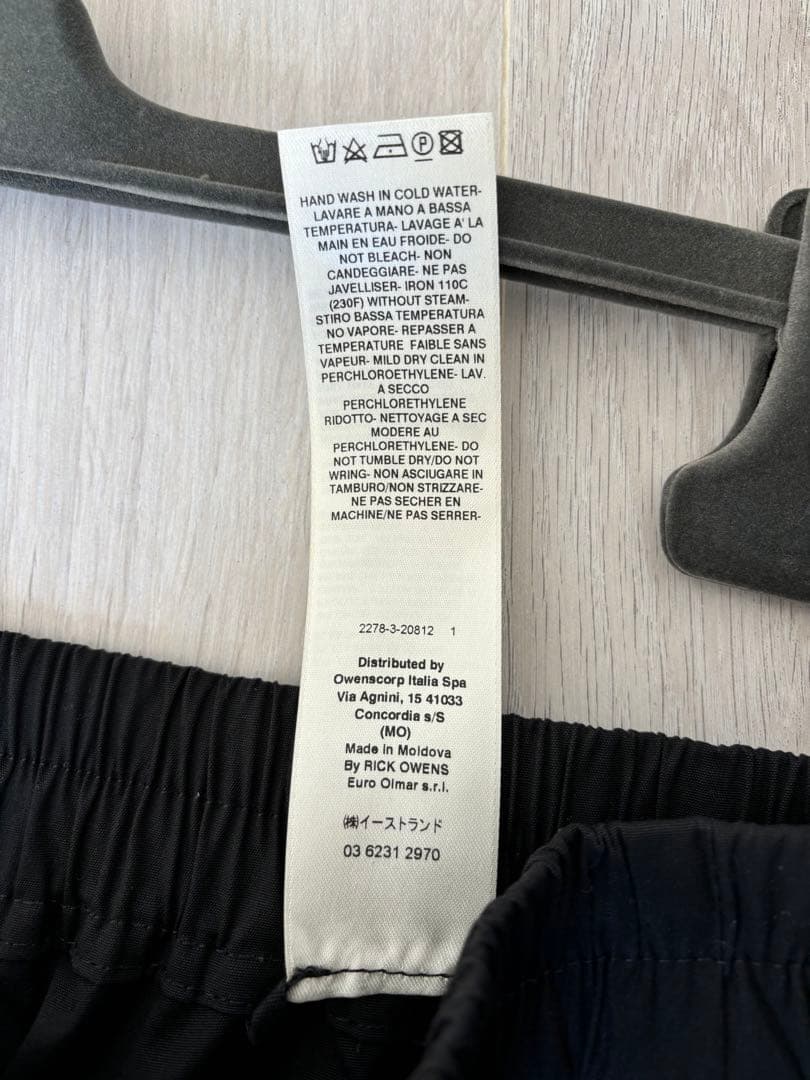 P
HAND WASH IN COLD WATER-
LAVARE A MANO A BASSA
TEMPERATURA- LAVAGE A' LA
MAIN EN EAU FROIDE- DO
NOT BLEACH- NON
CANDEGGIARE- NE PAS
JAVELLISER- IRON 110C
(230F) WITHOUT STEAM-
STIRO BASSA TEMPERATURA
NO VAPORE- REPASSER A
TEMPERATURE FAIBLE SANS
VAPEUR- MILD DRY CLEAN IN
PERCHLOROETHYLENE- LAV.
A SECCO
PERCHLORETHYLENE
RIDOTTO- NETTOYAGE A SEC
MODERE AU
PERCHLORETHYLENE- DO
NOT TUMBLE DRY/DO NOT
WRING- NON ASCIUGARE IN
TAMBURO/NON STRIZZARE-
NE PAS SECHER EN
MACHINE/NE PAS SERRER-
2278-3-20812 1
Distributed by
Owenscorp Italia Spa
Via Agnini, 15 41033
Concordia s/S
(MO)
Made in Moldova
By RICK OWENS
Euro Olmar s.r.l.
㈱イーストランド
03 6231 2970